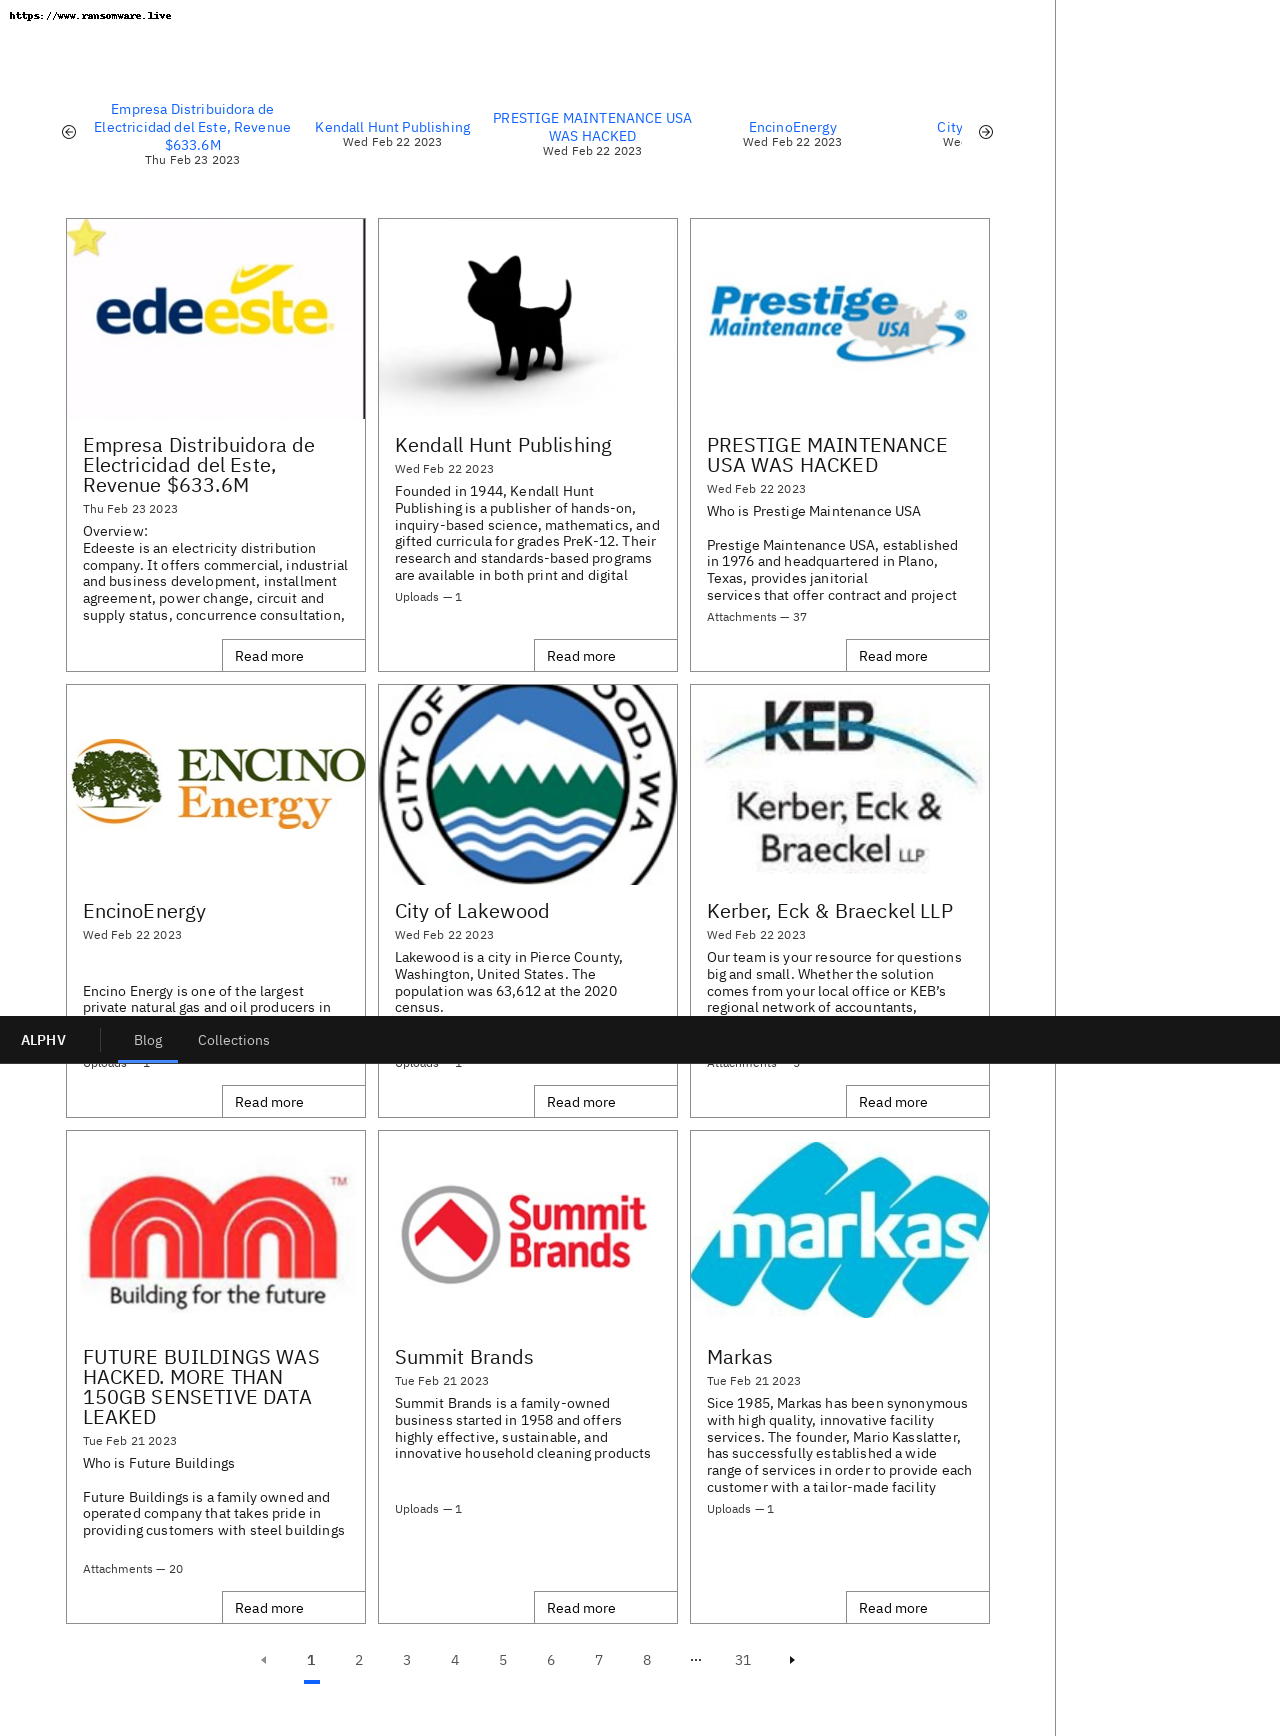 https://www.ransomware.live
Empresa Distribuidora de
Electricidad del Este, Revenue
$633.6M
Thu Feb 23 2023
Kendall Hunt Publishing
Wed Feb 22 2023
PRESTIGE MAINTENANCE USA
WAS HACKED
Wed Feb 22 2023
EncinoEnergy
Wed Feb 22 2023
City
edeeste
Empresa Distribuidora de
Electricidad del Este,
Revenue $633.6M
Thu Feb 23 2023
Overview:
Edeeste is an electricity distribution
company. It offers commercial, industrial
and business development, installment
agreement, power change, circuit and
supply status, concurrence consultation,
Read more
Kendall Hunt Publishing
Wed Feb 22 2023
Founded in 1944, Kendall Hunt
Publishing is a publisher of hands-on,
inquiry-based science, mathematics, and
gifted curricula for grades PreK-12. Their
research and standards-based programs
are available in both print and digital
Uploads — 1
Read more
Prestige
Maintenance USA ®
PRESTIGE MAINTENANCE
USA WAS HACKED
Wed Feb 22 2023
Who is Prestige Maintenance USA
Prestige Maintenance USA, established
in 1976 and headquartered in Plano,
Texas, provides janitorial
services that offer contract and project
Attachments — 37
Read more
ENCINO
Energy
EncinoEnergy
Wed Feb 22 2023
Encino Energy is one of the largest
private natural gas and oil producers in
Read more
CITY OF WOOD, WA
City of Lakewood
Wed Feb 22 2023
Lakewood is a city in Pierce County,
Washington, United States. The
population was 63,612 at the 2020
census.
Read more
KEB
Kerber, Eck &
Braeckel LLP
Kerber, Eck & Braeckel LLP
Wed Feb 22 2023
Our team is your resource for questions
big and small. Whether the solution
comes from your local office or KEB’s
regional network of accountants,
Read more
ALPHV
Blog
Collections
TM
Building for the future
FUTURE BUILDINGS WAS
HACKED. MORE THAN
150GB SENSETIVE DATA
LEAKED
Tue Feb 21 2023
Who is Future Buildings
Future Buildings is a family owned and
operated company that takes pride in
providing customers with steel buildings
Attachments — 20
Read more
Summit
Brands
Summit Brands
Tue Feb 21 2023
Summit Brands is a family-owned
business started in 1958 and offers
highly effective, sustainable, and
innovative household cleaning products
Uploads — 1
Read more
markas
Markas
Tue Feb 21 2023
Sice 1985, Markas has been synonymous
with high quality, innovative facility
services. The founder, Mario Kasslatter,
has successfully established a wide
range of services in order to provide each
customer with a tailor-made facility
Uploads — 1
Read more
1 2 3 4 5 6 7 8 ... 31